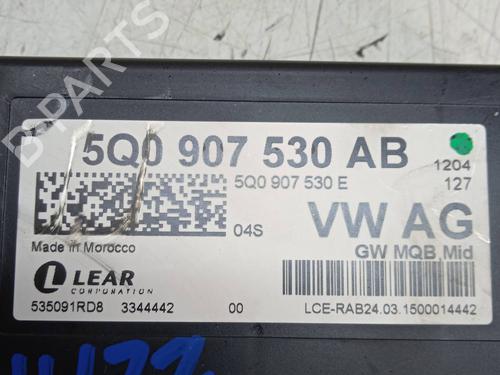 B-PARTS
5Q0 907 530 AB
1204
5Q0 907 530 E
127
04S
VW AG
Made in Morocco
GW MQB Mid
LEAR
CORPORATION
535091RD8 3344442 00
LCE-RAB24.03.1500014442